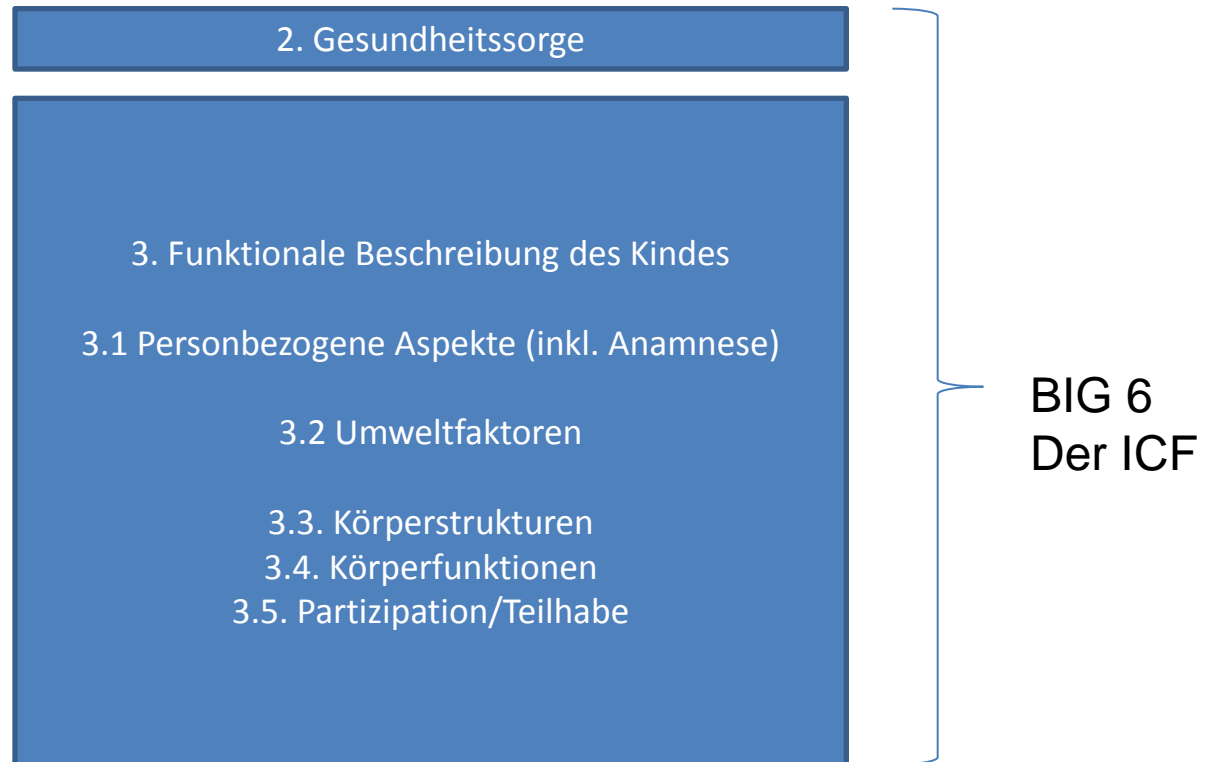 2. Gesundheitssorge
3. Funktionale Beschreibung des Kindes
3.1 Personbezogene Aspekte (inkl. Anamnese)
3.2 Umweltfaktoren
3.3. Körperstrukturen
3.4. Körperfunktionen
3.5. Partizipation/Teilhabe
BIG 6
Der ICF